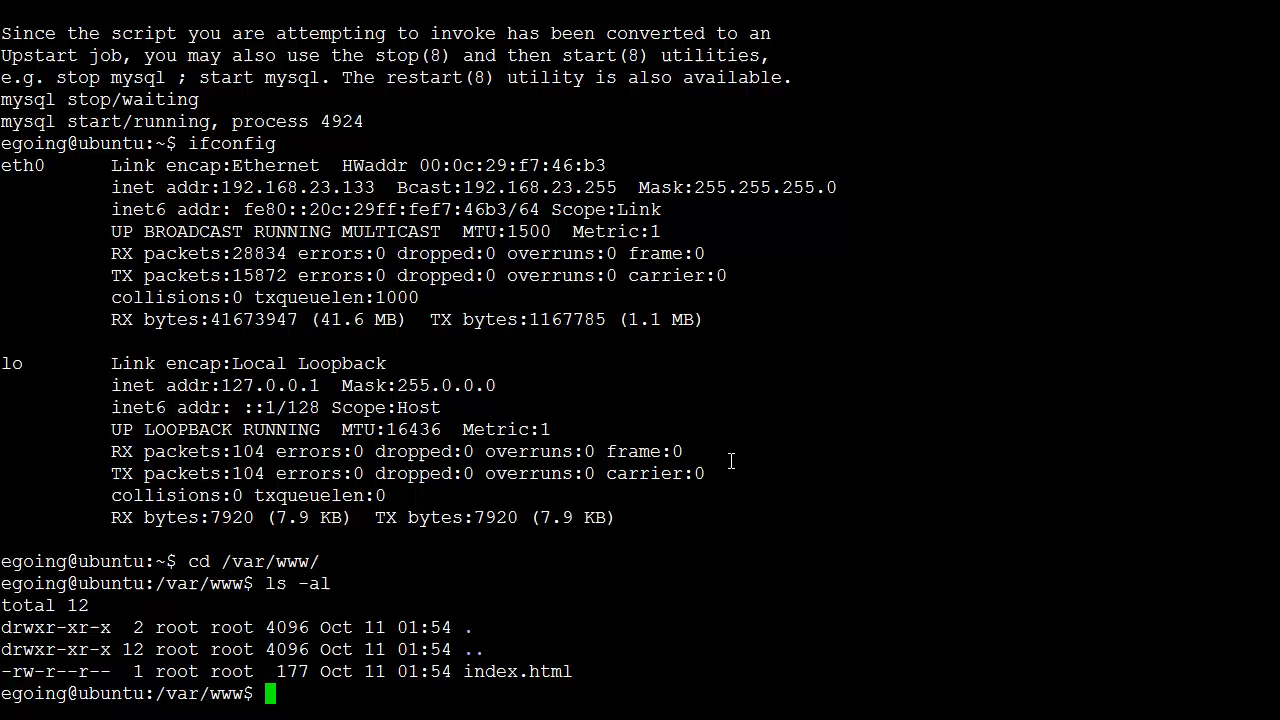 Since the script you are attempting to invoke has been converted to an
Upstart job, you may also use the stop(8) and then start(8) utilities,
e.g. stop mysql ; start mysql. The restart(8) utility is also available.
mysql stop/waiting
mysql start/running, process 4924
egoing@ubuntu:~$ ifconfig
eth0      Link encap:Ethernet  HWaddr 00:0c:29:f7:46:b3
          inet addr:192.168.23.133  Bcast:192.168.23.255  Mask:255.255.255.0
          inet6 addr: fe80::20c:29ff:fef7:46b3/64 Scope:Link
          UP BROADCAST RUNNING MULTICAST  MTU:1500  Metric:1
          RX packets:28834 errors:0 dropped:0 overruns:0 frame:0
          TX packets:15872 errors:0 dropped:0 overruns:0 carrier:0
          collisions:0 txqueuelen:1000
          RX bytes:41673947 (41.6 MB)  TX bytes:1167785 (1.1 MB)

lo        Link encap:Local Loopback
          inet addr:127.0.0.1  Mask:255.0.0.0
          inet6 addr: ::1/128 Scope:Host
          UP LOOPBACK RUNNING  MTU:16436  Metric:1
          RX packets:104 errors:0 dropped:0 overruns:0 frame:0
          TX packets:104 errors:0 dropped:0 overruns:0 carrier:0
          collisions:0 txqueuelen:0
          RX bytes:7920 (7.9 KB)  TX bytes:7920 (7.9 KB)

egoing@ubuntu:~$ cd /var/www/
egoing@ubuntu:/var/www$ ls -al
total 12
drwxr-xr-x  2 root root 4096 Oct 11 01:54 .
drwxr-xr-x 12 root root 4096 Oct 11 01:54 ..
-rw-r--r--  1 root root  177 Oct 11 01:54 index.html
egoing@ubuntu:/var/www$